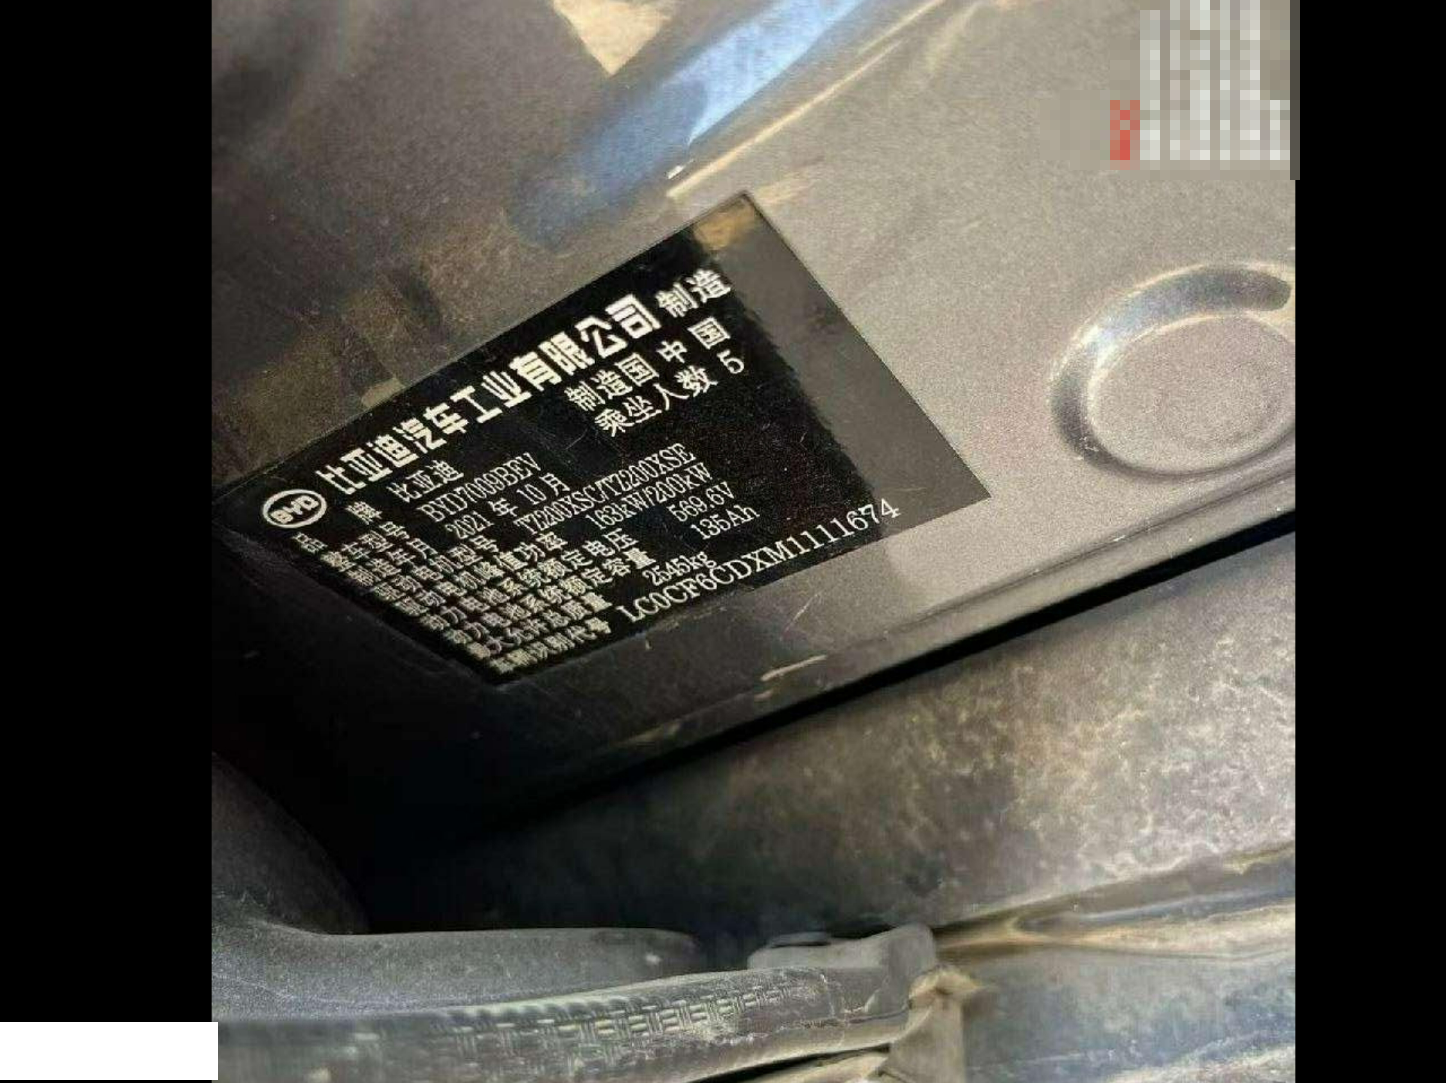 BYD 比亚迪汽车工业有限公司 制造
品牌 比亚迪 制造国 中国
整车型号 BYD7009BEV 乘坐人数 5
制造年月 2021 年 10 月
驱动电机型号 TZ200XSC/TZ200XSE
驱动电机峰值功率 163kW/200kW
动力电池系统额定电压 569.6V
动力电池系统额定容量 135Ah
最大允许总质量 2545kg
车辆识别代号 LC0CF6CDXM1111674